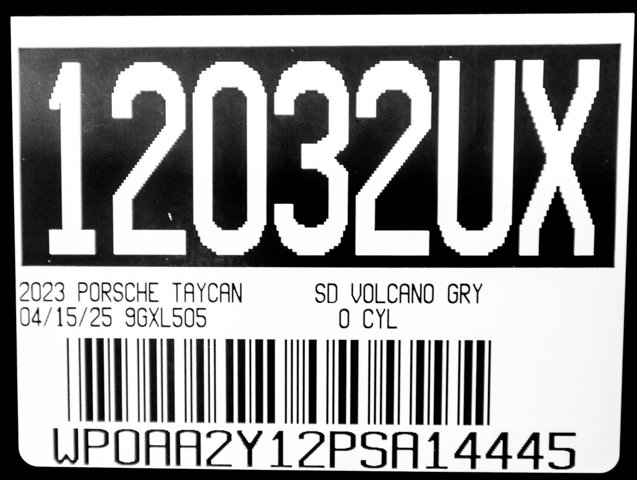 12032UX
2023 PORSCHE TAYCAN SD VOLCANO GRY
04/15/25 9GXL505 0 CYL
WP0AA2Y12PSA14445